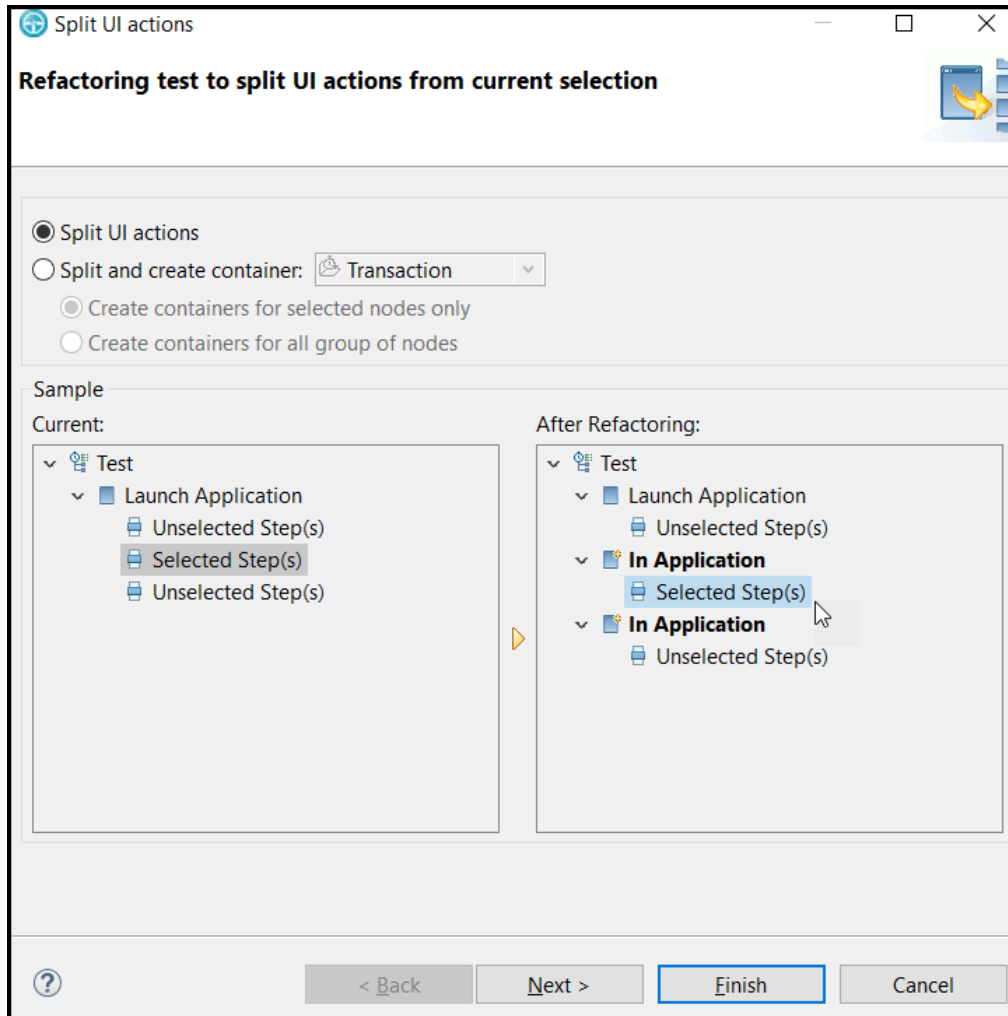 Split UI actions
Refactoring test to split UI actions from current selection
Split UI actions
Split and create container: Transaction
Create containers for selected nodes only
Create containers for all group of nodes
Sample
Current:
Test
Launch Application
Unselected Step(s)
Selected Step(s)
Unselected Step(s)
After Refactoring:
Test
Launch Application
Unselected Step(s)
In Application
Selected Step(s)
In Application
Unselected Step(s)
?
< Back
Next >
Finish
Cancel